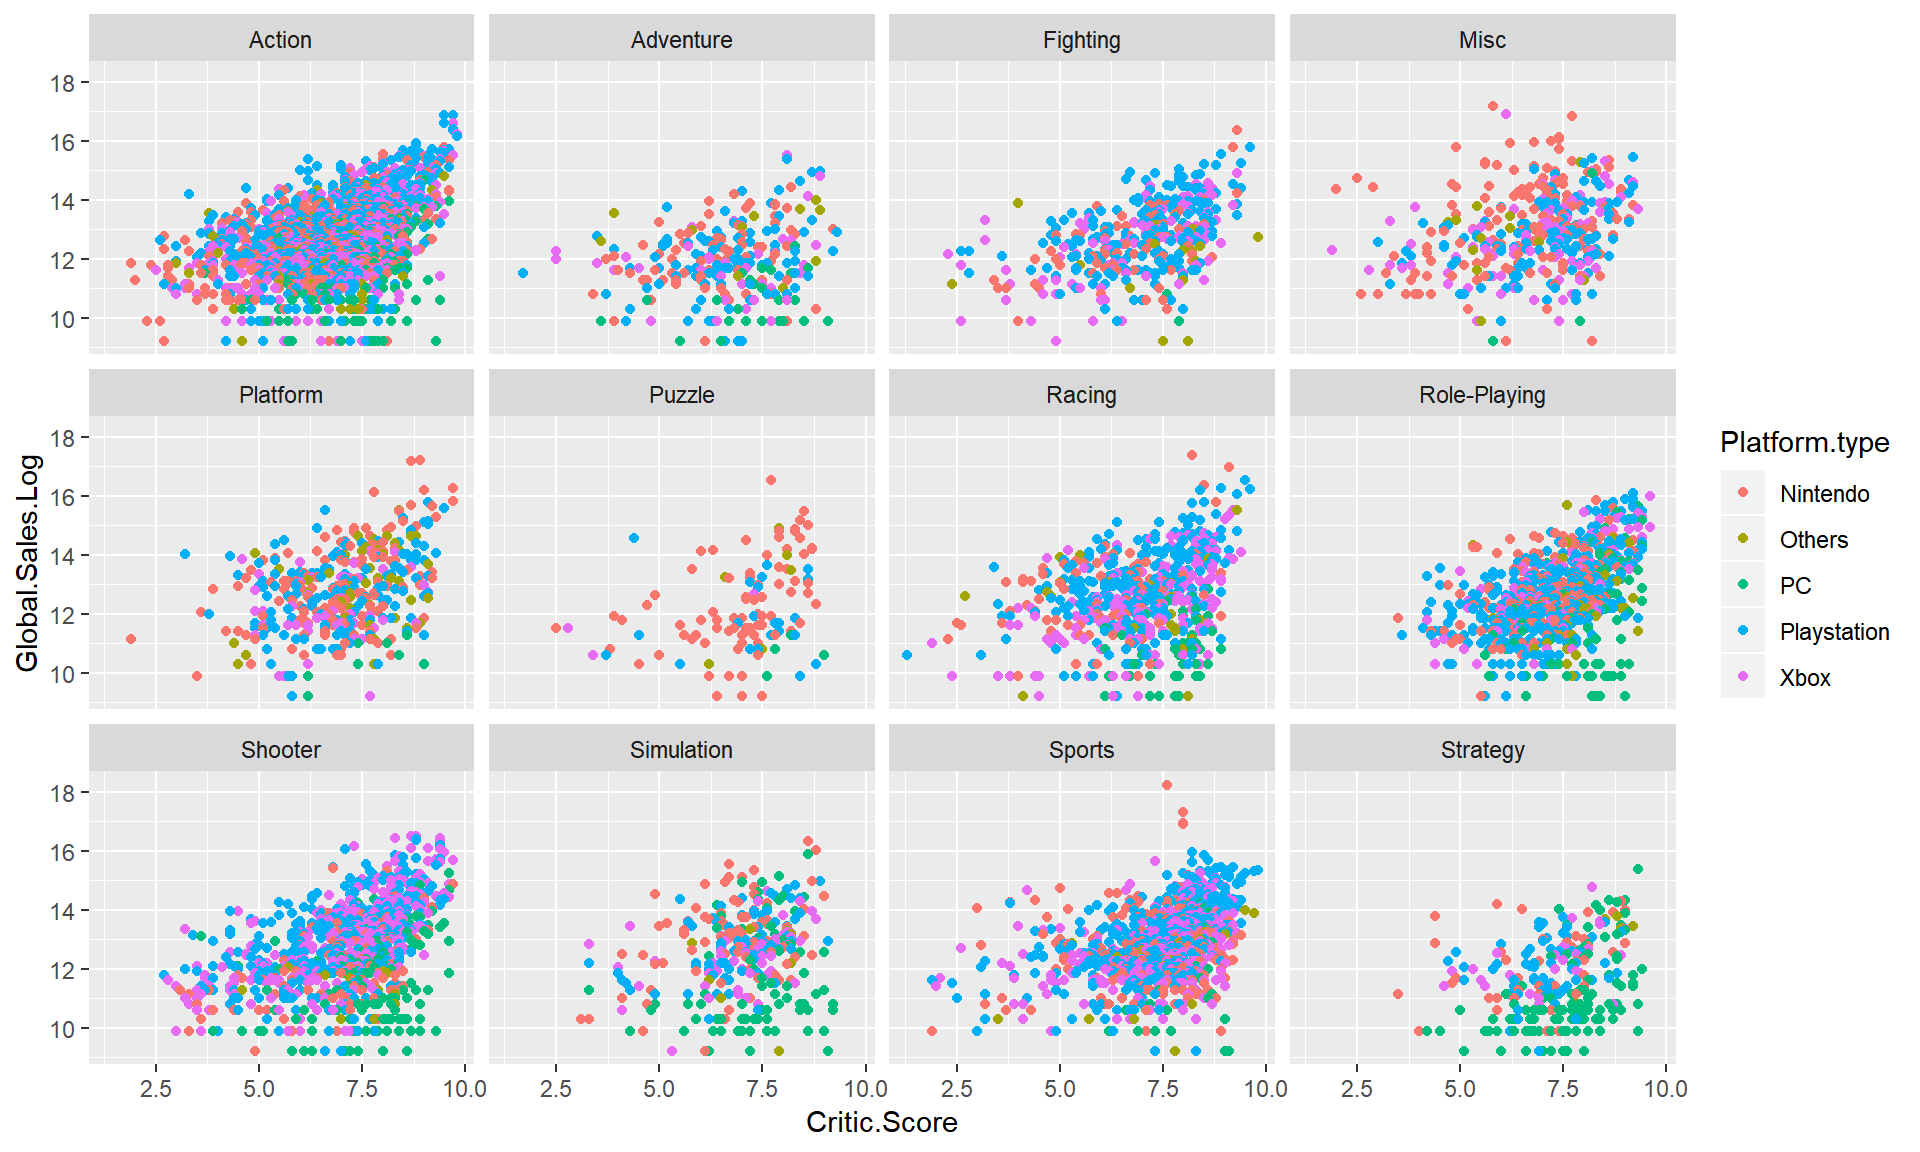 Action Adventure Fighting Misc
18
16
14
12
10
Platform Puzzle Racing Role-Playing
18
16
14
12
10
Shooter Simulation Sports Strategy
18
16
14
12
10
2.5 5.0 7.5 10.0 2.5 5.0 7.5 10.0 2.5 5.0 7.5 10.0 2.5 5.0 7.5 10.0
Critic.Score
Global.Sales.Log
Platform.type
Nintendo
Others
PC
Playstation
Xbox